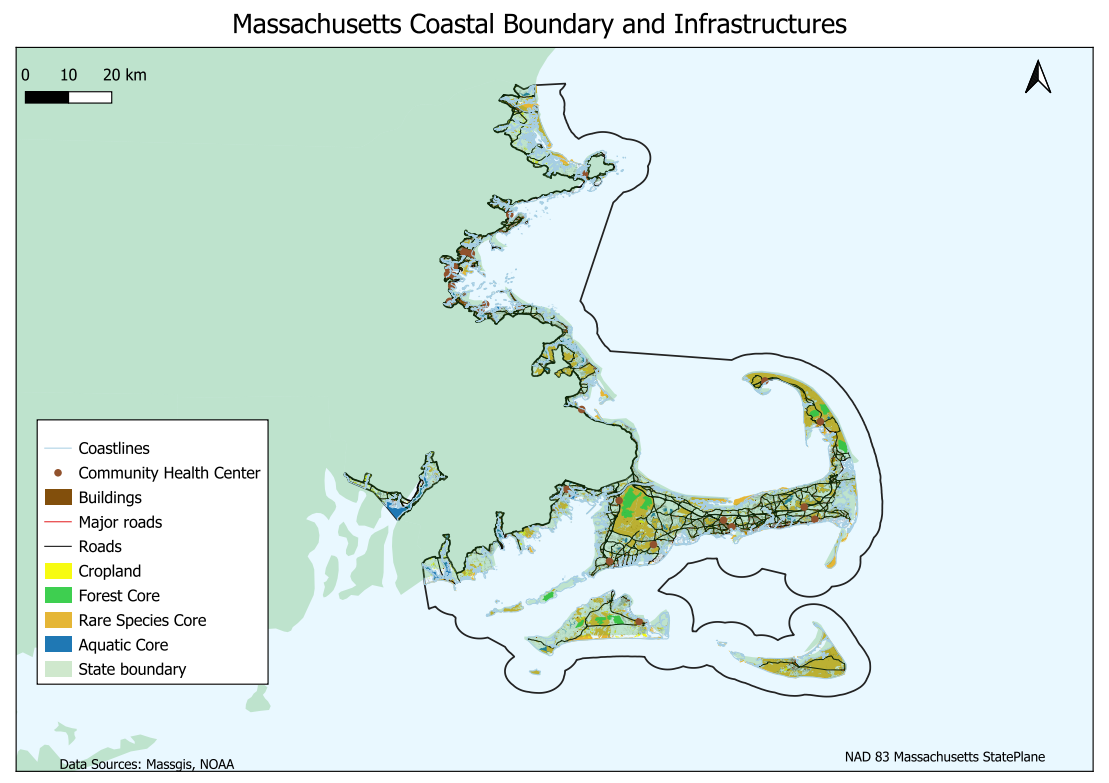 Massachusetts Coastal Boundary and Infrastructures
0 10 20 km
Coastlines
Community Health Center
Buildings
Major roads
Roads
Cropland
Forest Core
Rare Species Core
Aquatic Core
State boundary
Data Sources: Massgis, NOAA
NAD 83 Massachusetts StatePlane